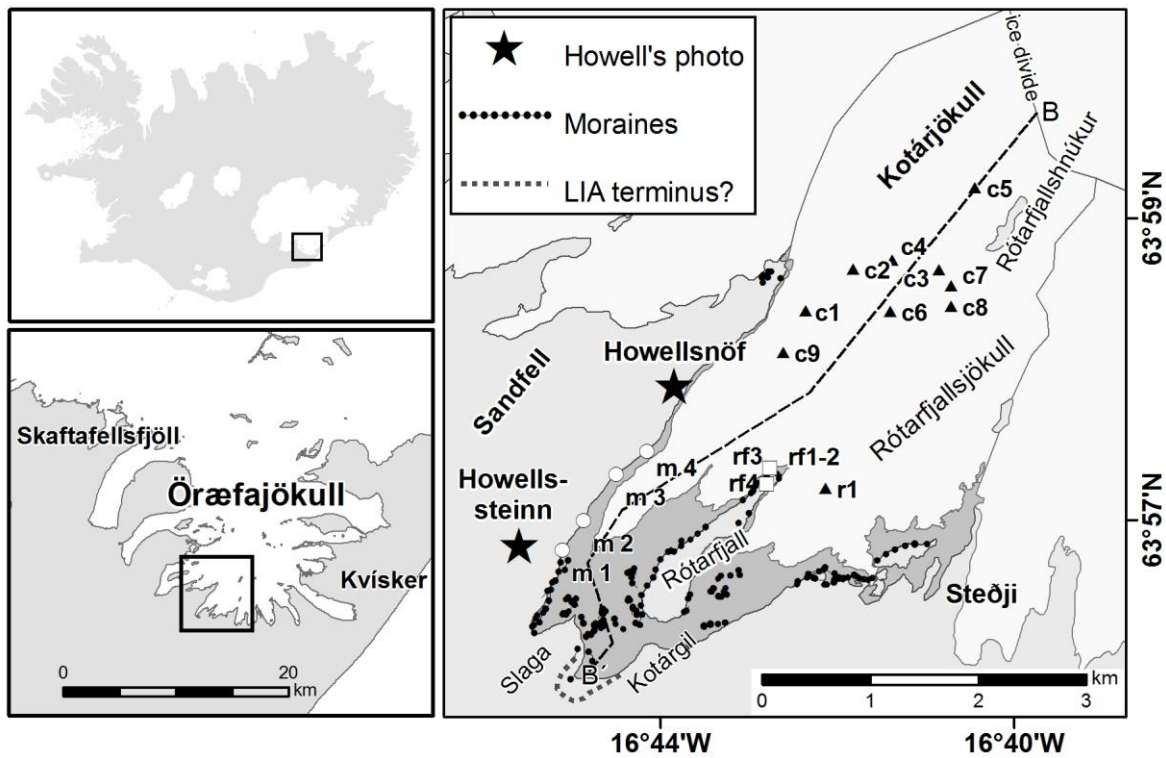 Skaftafellsfjöll
Öræfajökull
Kvísker
0 20
km
Howell's photo
Moraines
LIA terminus?
ice-divide
B
Kotárjökull
Rótarfjallshnúkur
c5
c4
c2
c3
c7
c1
c6
c8
c9
Howellsnöf
Sandfell
Rótarfjallsjökull
rf3
rf1-2
rf4
r1
m 4
m 3
Howells-
steinn
m 2
m 1
Rótarfjall
Steðji
Slaga
B´
Kotárgil
km
0 1 2 3
63°59'N
63°57'N
16°44'W
16°40'W